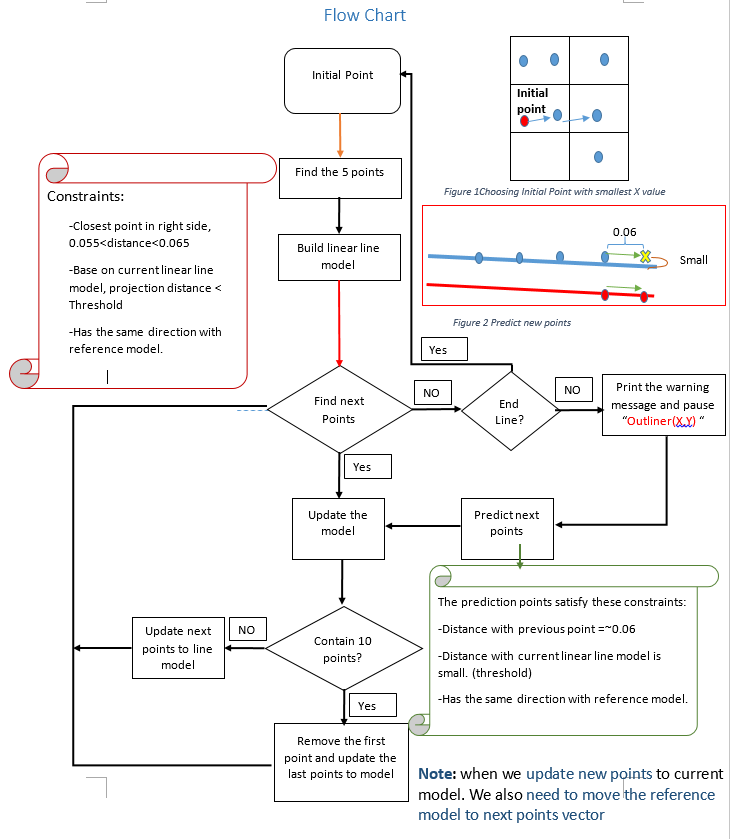 Flow Chart
Initial Point
Initial
point
Figure 1Choosing Initial Point with smallest X value
Find the 5 points
Constraints:
-Closest point in right side,
0.055<distance<0.065
-Base on current linear line
model, projection distance <
Threshold
-Has the same direction with
reference model.
Build linear line
model
0.06
Small
Figure 2 Predict new points
Yes
Find next
Points
NO
End
Line?
NO
Print the warning
message and pause
“Outliner(X,Y) “
Yes
Update the
model
Predict next
points
The prediction points satisfy these constraints:
-Distance with previous point =~0.06
-Distance with current linear line model is
small. (threshold)
-Has the same direction with reference model.
Contain 10
points?
NO
Update next
points to line
model
Yes
Remove the first
point and update the
last points to model
Note: when we update new points to current
model. We also need to move the reference
model to next points vector